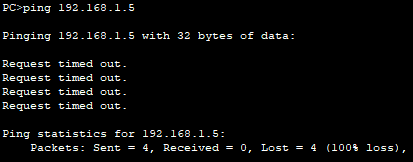 PC>ping 192.168.1.5
Pinging 192.168.1.5 with 32 bytes of data:
Request timed out.
Request timed out.
Request timed out.
Request timed out.
Ping statistics for 192.168.1.5:
Packets: Sent = 4, Received = 0, Lost = 4 (100% loss),